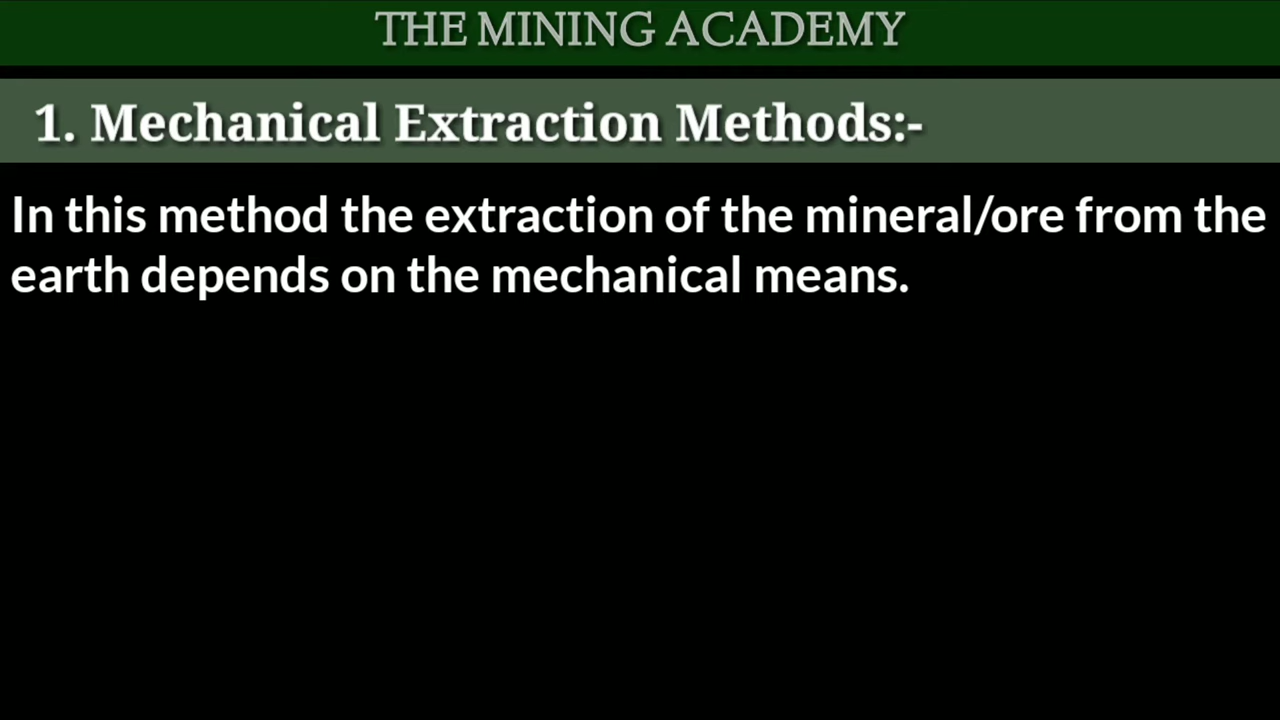 THE MINING ACADEMY
1. Mechanical Extraction Methods:-
In this method the extraction of the mineral/ore from the
earth depends on the mechanical means.